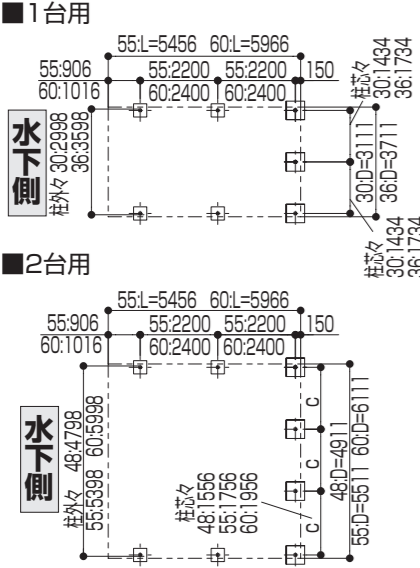 ■1台用
55:L=5456 60:L=5966
55:906 55:2200 55:2200 150
60:1016 60:2400 60:2400
水下側
柱外々 30:2998
36:3598
柱芯々
30:1434
36:1734
30:D=3111
36:D=3711
柱芯々
30:1434
36:1734
■2台用
55:L=5456 60:L=5966
55:906 55:2200 55:2200 150
60:1016 60:2400 60:2400
水下側
柱外々 48:4798
55:5398 60:5998
柱芯々
48:1556
55:1756
60:1956
C
C
C
48:D=4911
55:D=5511 60:D=6111